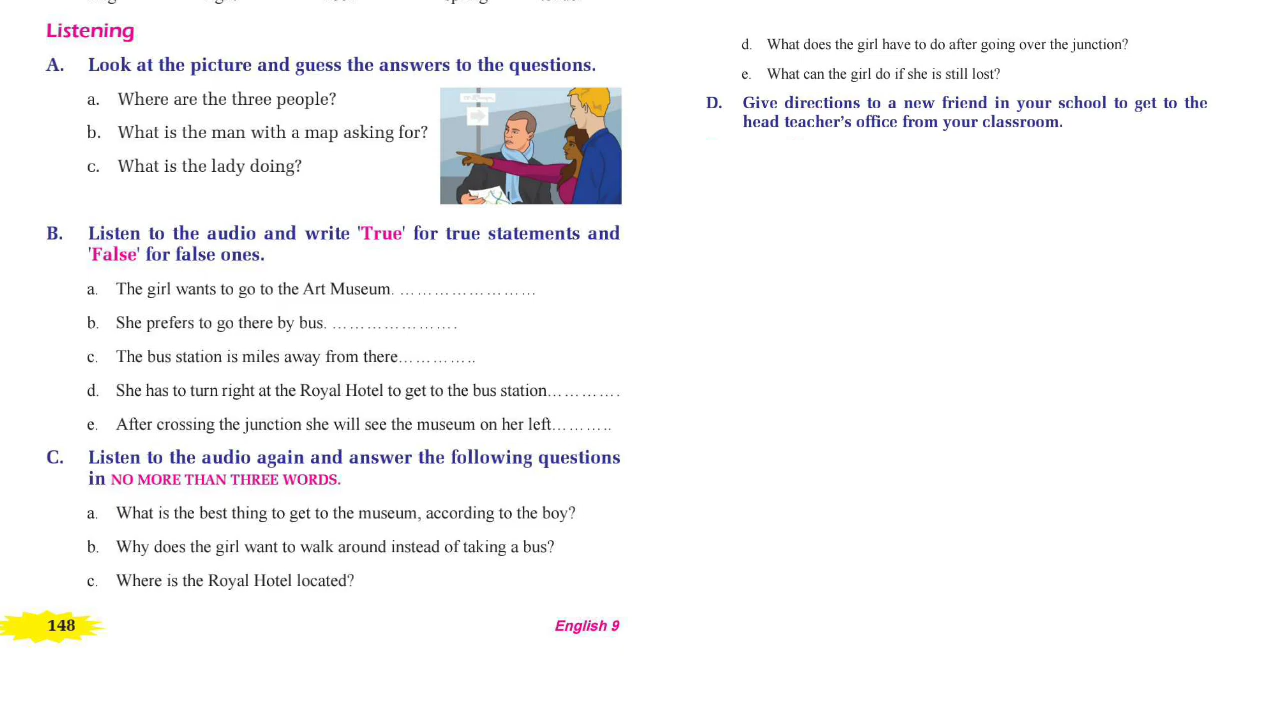 Listening
A. Look at the picture and guess the answers to the questions.
a. Where are the three people?
b. What is the man with a map asking for?
c. What is the lady doing?
B. Listen to the audio and write 'True' for true statements and
'False' for false ones.
a. The girl wants to go to the Art Museum. ……………………
b. She prefers to go there by bus. ………………….
c. The bus station is miles away from there…………..
d. She has to turn right at the Royal Hotel to get to the bus station………….
e. After crossing the junction she will see the museum on her left………..
C. Listen to the audio again and answer the following questions
in NO MORE THAN THREE WORDS.
a. What is the best thing to get to the museum, according to the boy?
b. Why does the girl want to walk around instead of taking a bus?
c. Where is the Royal Hotel located?
148 English 9
d. What does the girl have to do after going over the junction?
e. What can the girl do if she is still lost?
D. Give directions to a new friend in your school to get to the
head teacher’s office from your classroom.